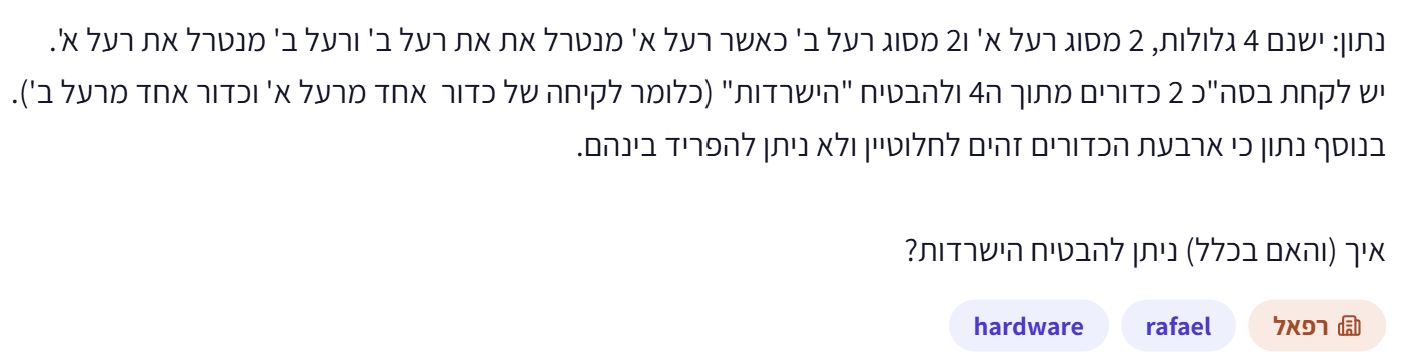 נתון: ישנם 4 גלולות, 2 מסוג רעל א' ו2 מסוג רעל ב' כאשר רעל א' מנטרל את את רעל ב' ורעל ב' מנטרל את רעל א'.
יש לקחת בסה"כ 2 כדורים מתוך ה4 ולהבטיח "הישרדות" (כלומר לקיחה של כדור  אחד מרעל א' וכדור אחד מרעל ב').
בנוסף נתון כי ארבעת הכדורים זהים לחלוטיין ולא ניתן להפריד בינהם.
איך (והאם בכלל) ניתן להבטיח הישרדות?
רפאל rafael hardware